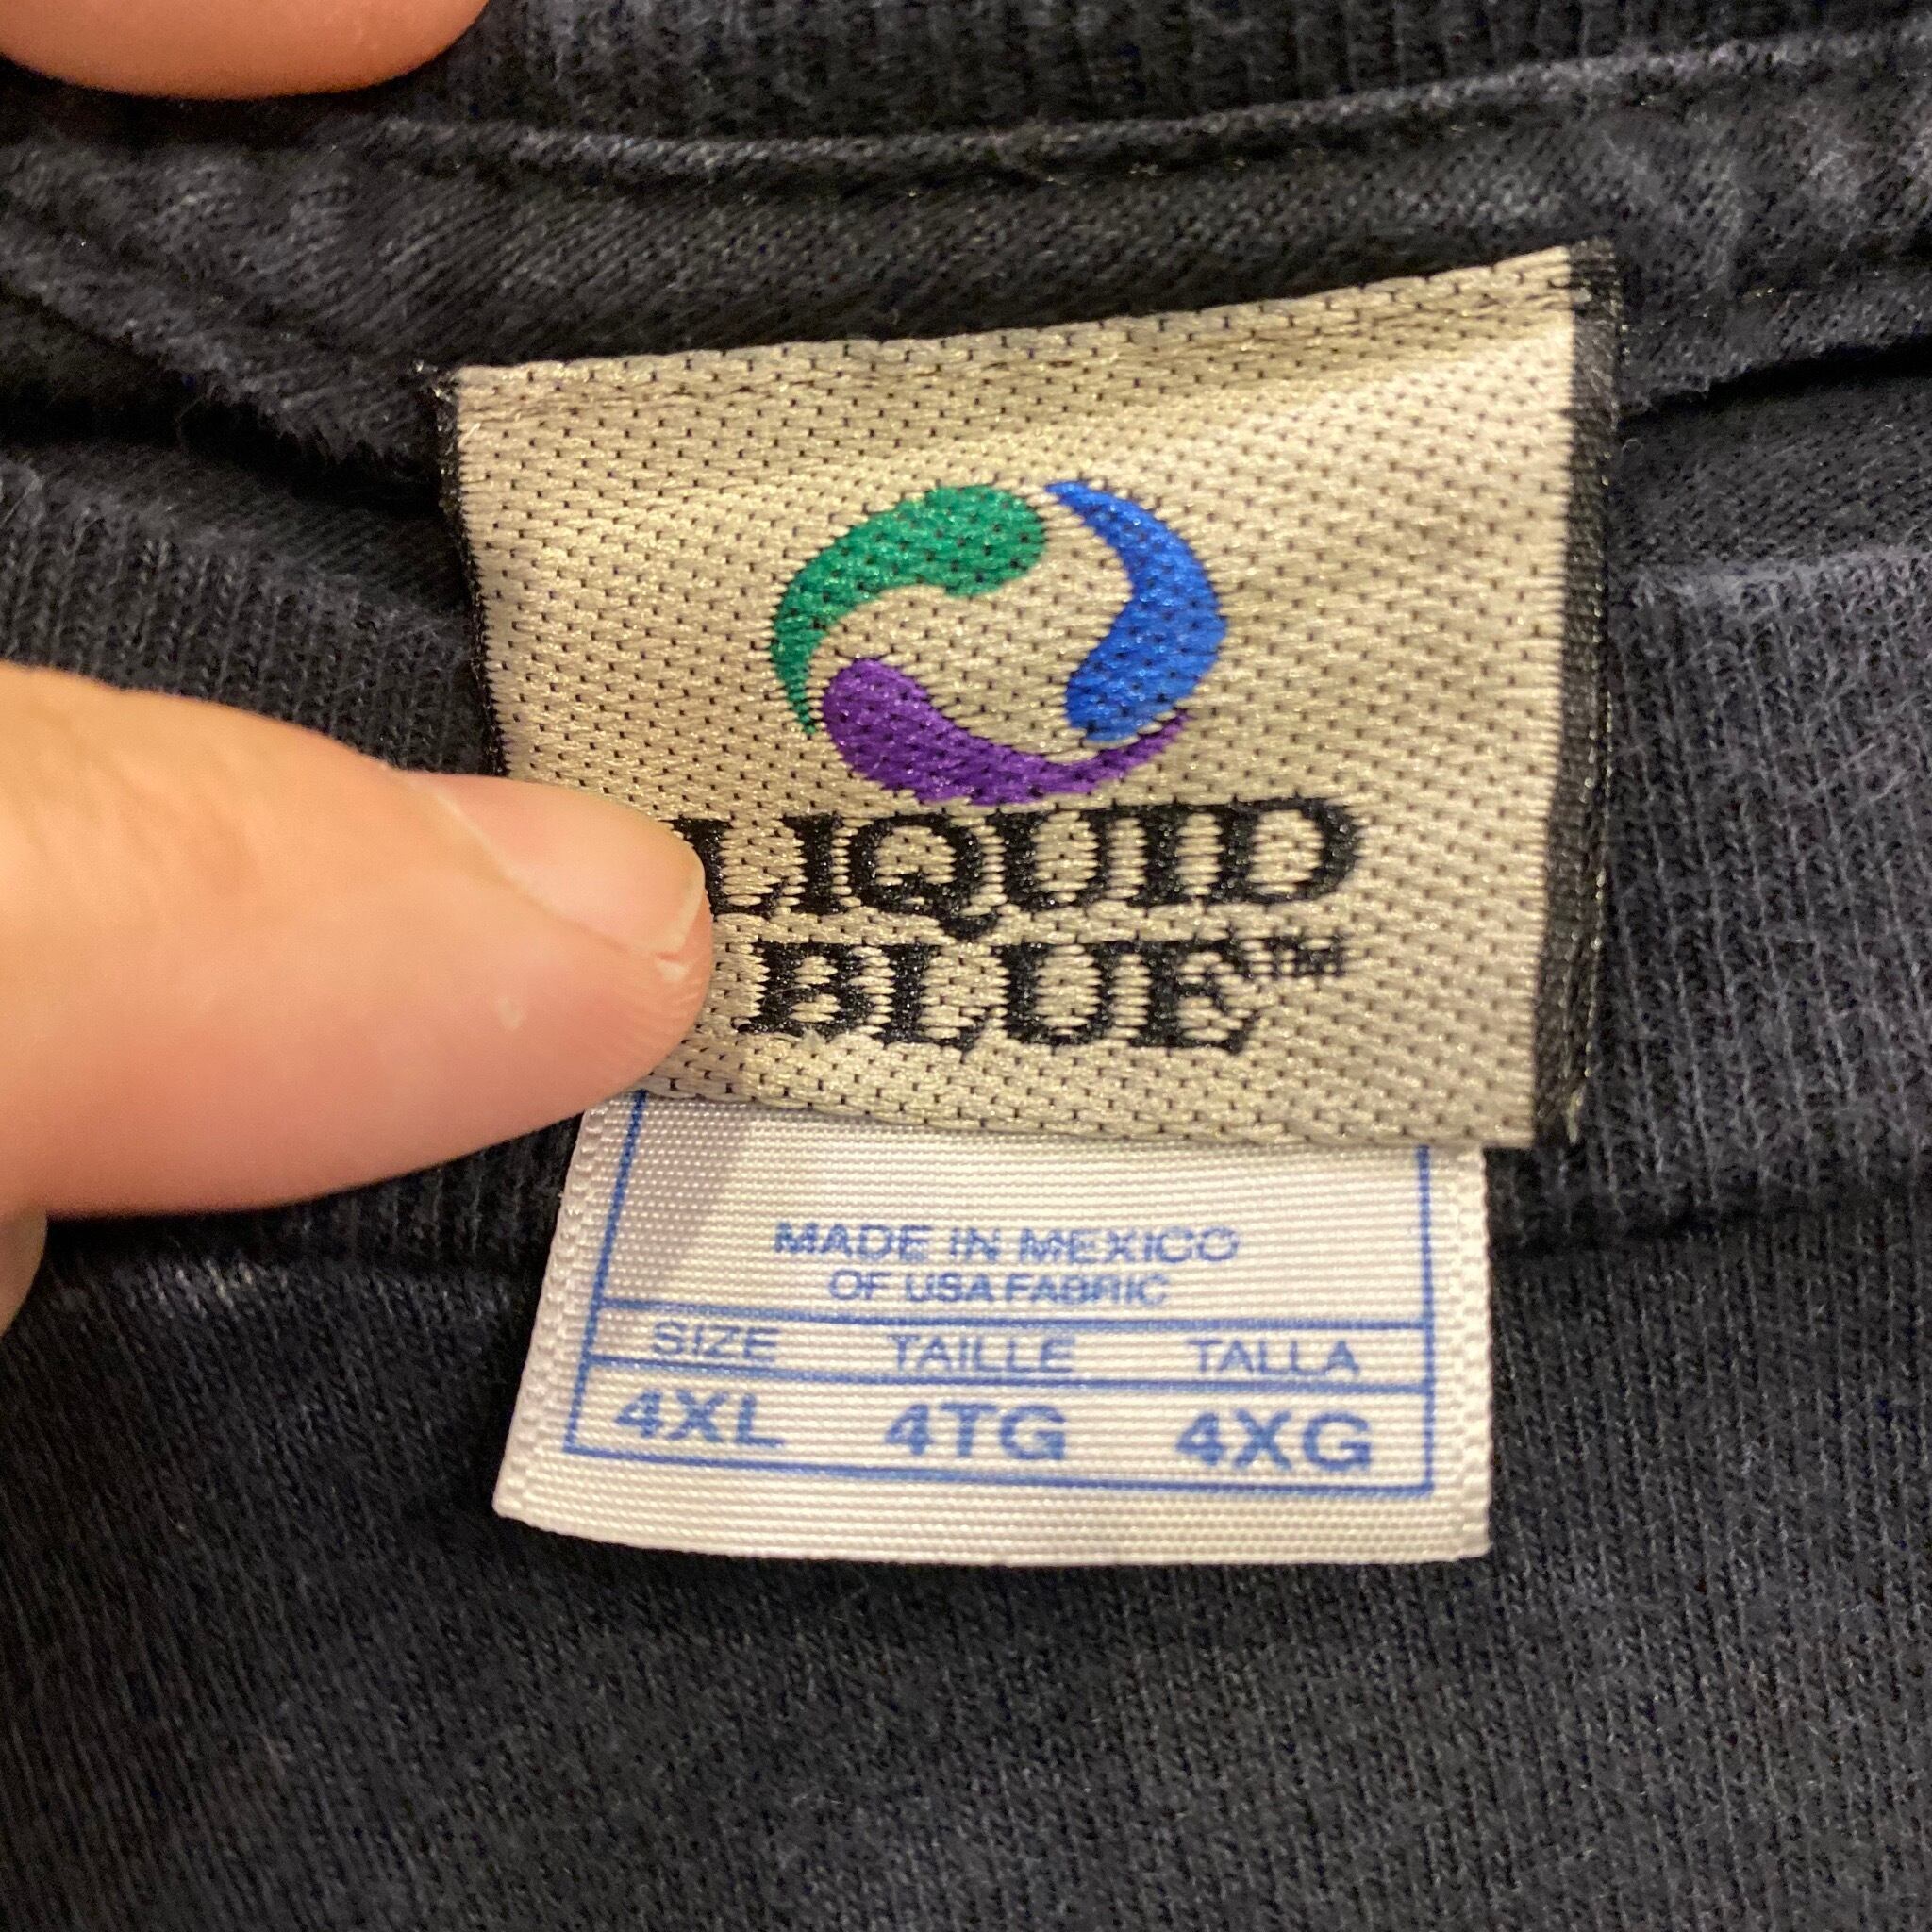 LIQUID
BLUE™
MADE IN MEXICO
OF USA FABRIC
SIZE TAILLE TALLA
4XL 4TG 4XG